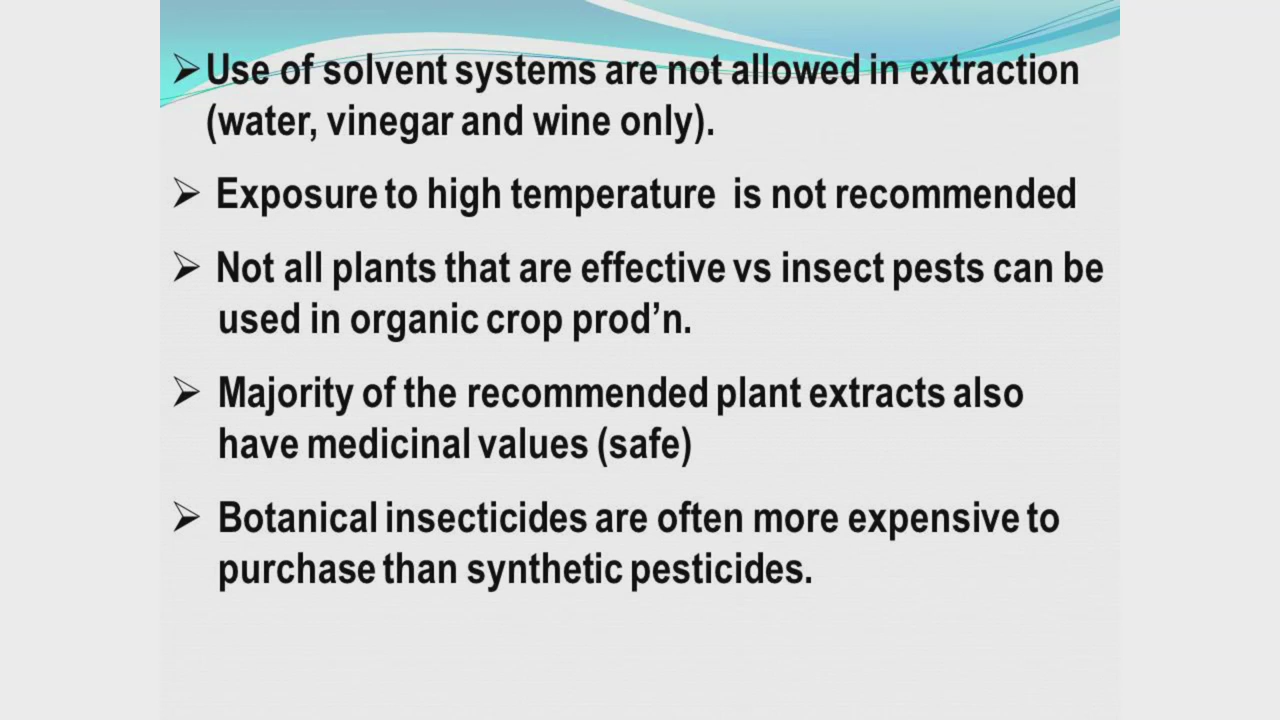 ➢Use of solvent systems are not allowed in extraction
(water, vinegar and wine only).
➢ Exposure to high temperature is not recommended
➢ Not all plants that are effective vs insect pests can be
used in organic crop prod’n.
➢ Majority of the recommended plant extracts also
have medicinal values (safe)
➢ Botanical insecticides are often more expensive to
purchase than synthetic pesticides.